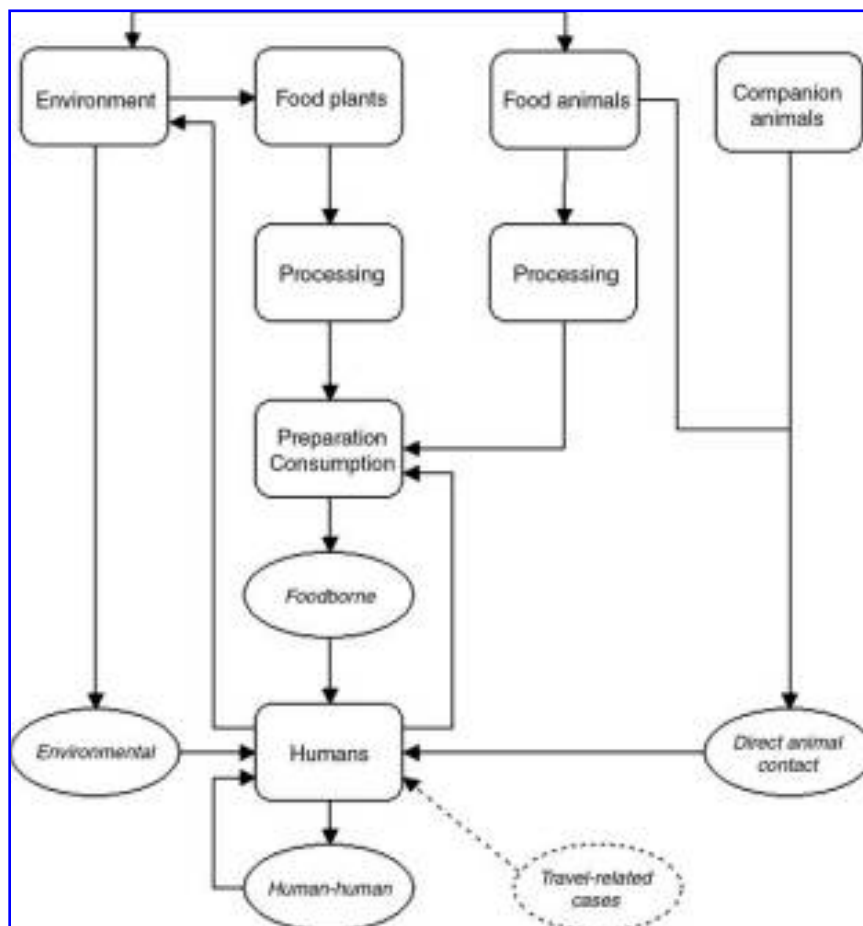 Environment
Food plants
Food animals
Companion
animals
Processing
Processing
Preparation
Consumption
Foodborne
Environmental
Humans
Direct animal
contact
Human-human
Travel-related
cases